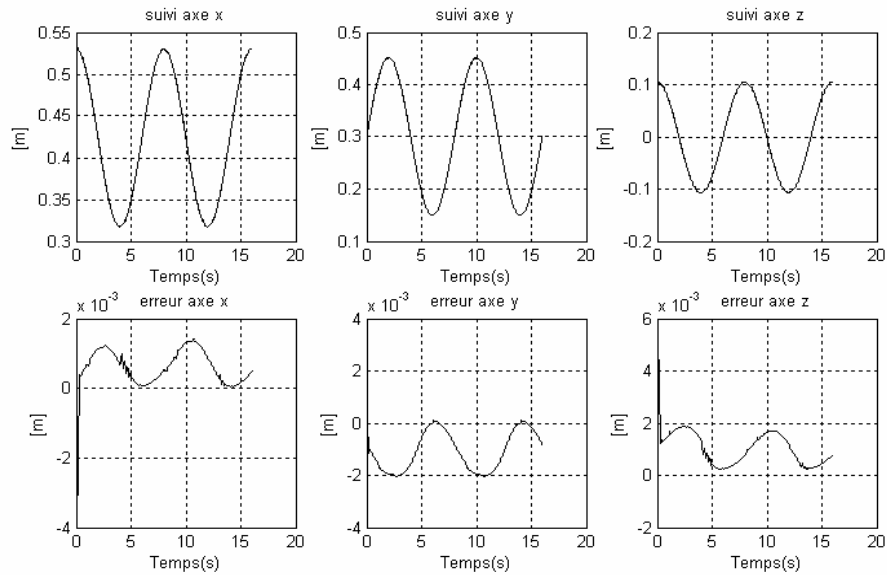 suivi axe x
0.55
0.5
0.45
0.4
0.35
0.3
[m]
0 5 10 15 20
Temps(s)
suivi axe y
0.5
0.4
0.3
0.2
0.1
[m]
0 5 10 15 20
Temps(s)
suivi axe z
0.2
0.1
0
-0.1
-0.2
[m]
0 5 10 15 20
Temps(s)
x 10^-3 erreur axe x
2
0
-2
-4
[m]
0 5 10 15 20
Temps(s)
x 10^-3 erreur axe y
4
2
0
-2
-4
[m]
0 5 10 15 20
Temps(s)
x 10^-3 erreur axe z
6
4
2
0
-2
[m]
0 5 10 15 20
Temps(s)